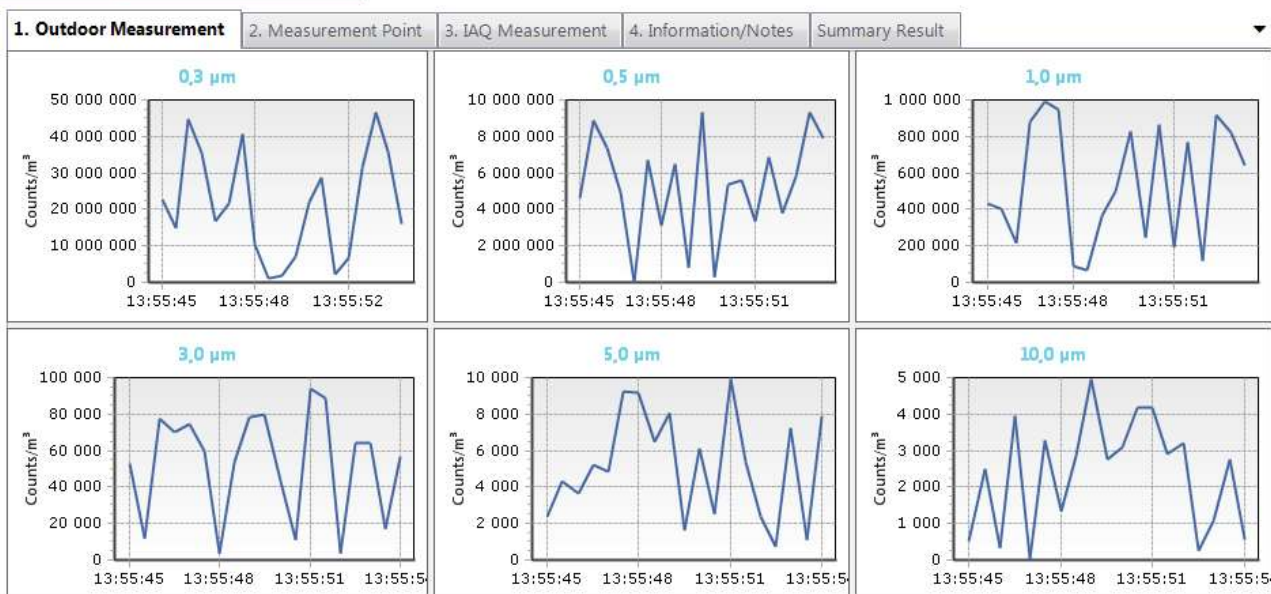 1. Outdoor Measurement 2. Measurement Point 3. IAQ Measurement 4. Information/Notes Summary Result
0,3 µm
Counts/m³
50 000 000
40 000 000
30 000 000
20 000 000
10 000 000
0
13:55:45 13:55:48 13:55:52
0,5 µm
Counts/m³
10 000 000
8 000 000
6 000 000
4 000 000
2 000 000
0
13:55:45 13:55:48 13:55:51
1,0 µm
Counts/m³
1 000 000
800 000
600 000
400 000
200 000
0
13:55:45 13:55:48 13:55:51
3,0 µm
Counts/m³
100 000
80 000
60 000
40 000
20 000
0
13:55:45 13:55:48 13:55:51 13:55:54
5,0 µm
Counts/m³
10 000
8 000
6 000
4 000
2 000
0
13:55:45 13:55:48 13:55:51 13:55:54
10,0 µm
Counts/m³
5 000
4 000
3 000
2 000
1 000
0
13:55:45 13:55:48 13:55:51 13:55:54